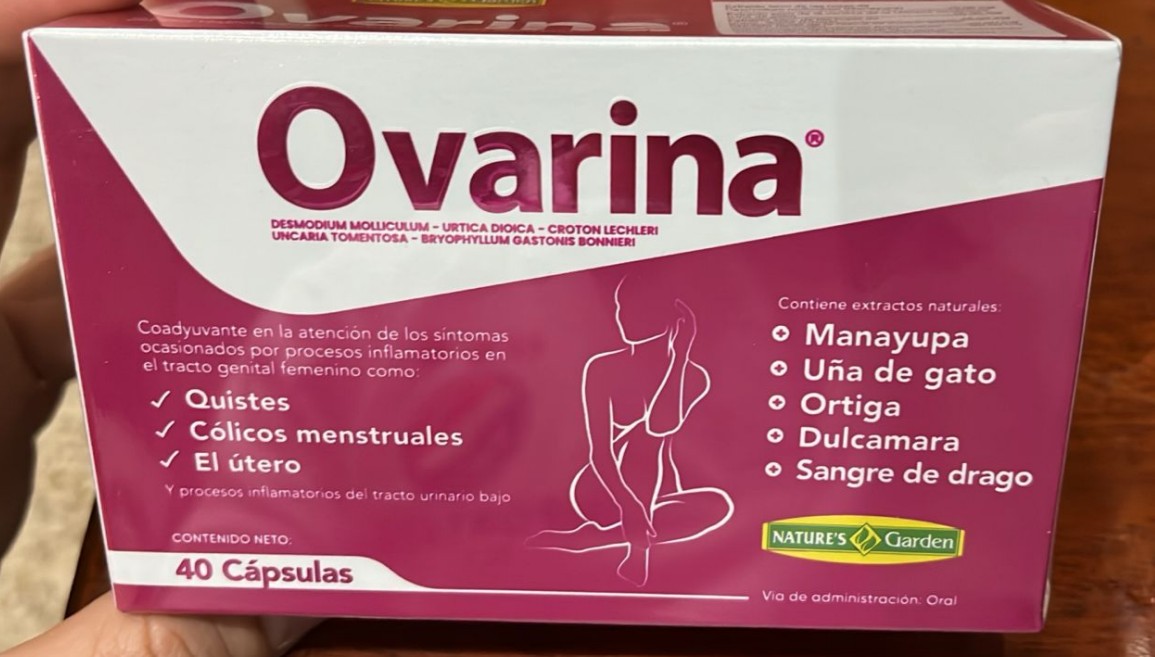 Ovarina®
DESMODIUM MOLLICULUM - URTICA DIOICA - CROTON LECHLERI
UNCARIA TOMENTOSA - BRYOPHYLLUM GASTONIS BONNIERI
Coadyuvante en la atención de los síntomas
ocasionados por procesos inflamatorios en
el tracto genital femenino como:
✓ Quistes
✓ Cólicos menstruales
✓ El útero
Y procesos inflamatorios del tracto urinario bajo
CONTENIDO NETO:
40 Cápsulas
Contiene extractos naturales:
Manayupa
Uña de gato
Ortiga
Dulcamara
Sangre de drago
NATURE'S Garden
Via de administración: Oral